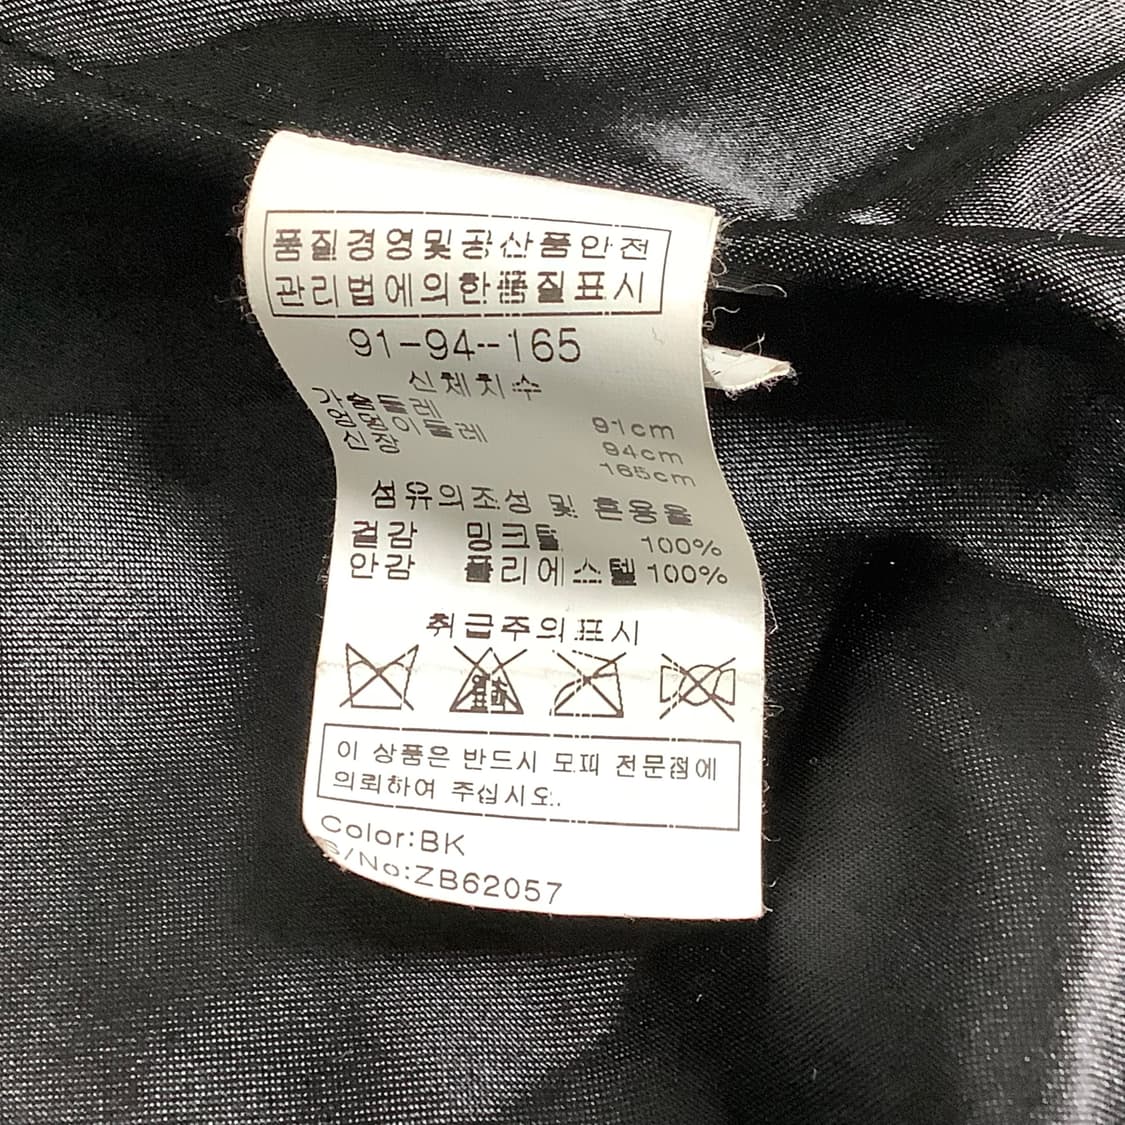 품질경영및공산품안전
관리법에의한품질표시
91-94--165
신체치수
가슴둘레 91cm
엉덩이둘레 94cm
신장 165cm
섬유의조성 및 혼용율
겉감 밍크털 100%
안감 폴리에스텔 100%
취급주의표시
이 상품은 반드시 모피 전문점에
의뢰하여 주십시오.
Color:BK
S/No:ZB62057